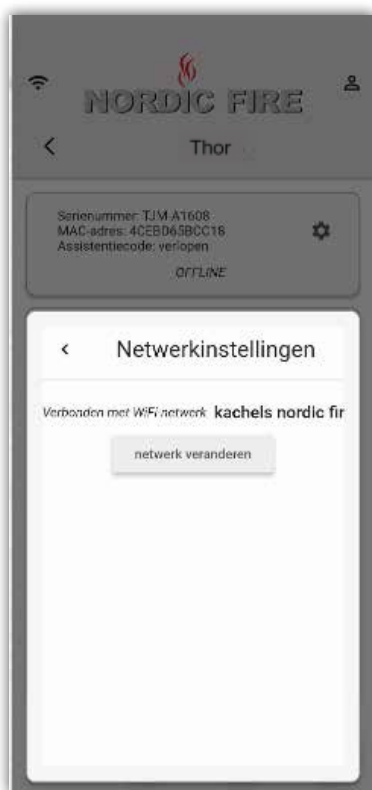 NORDIC FIRE
Thor
Serienummer: TJM-A1608
MAC-adres: 4CEBD65BCC18
Assistentiecode: verlopen
OFFLINE
Netwerkinstellingen
Verbonden met WiFi netwerk kachels nordic fir
netwerk veranderen